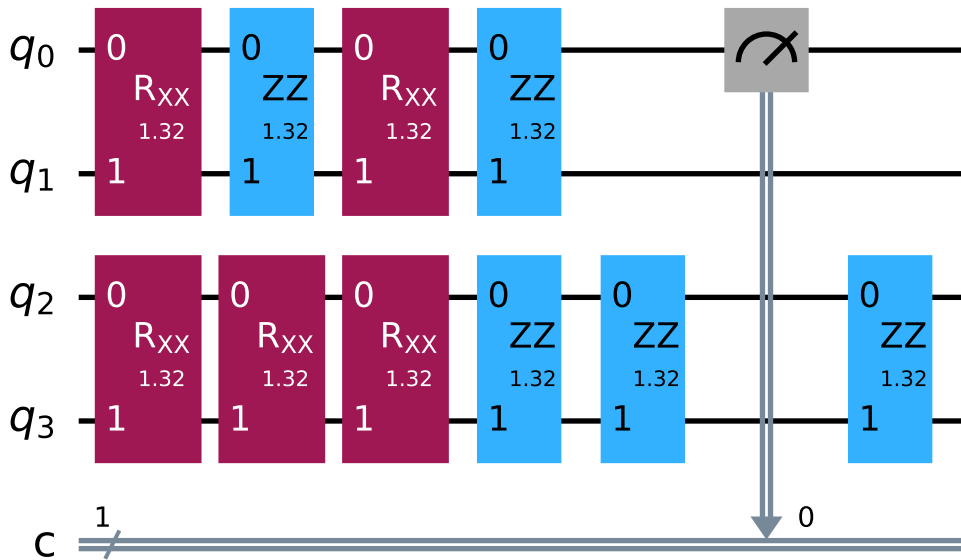 q0 0 0 0 0
RXX ZZ RXX ZZ
1.32 1.32 1.32 1.32
q1 1 1 1 1
q2 0 0 0 0 0 0
RXX RXX RXX ZZ ZZ ZZ
1.32 1.32 1.32 1.32 1.32 1.32
q3 1 1 1 1 1 1
1 0
c